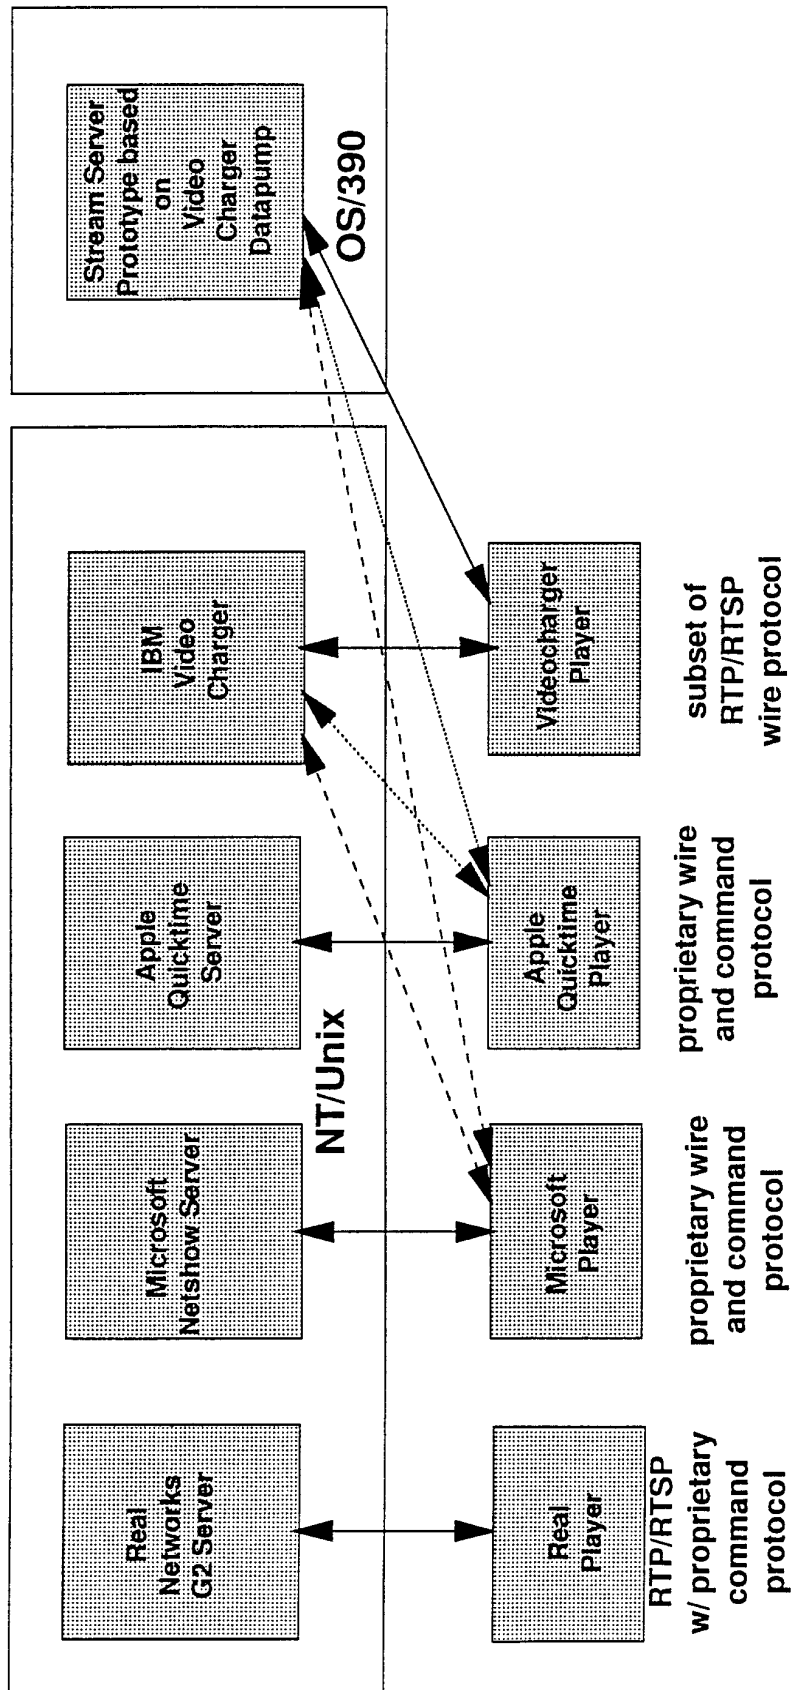 Real
Networks
G2 Server
Microsoft
Netshow Server
Apple
Quicktime
Server
IBM
Video
Charger
Stream Server
Prototype based
on
Video
Charger
Datapump
NT/Unix
OS/390
Real
Player
Microsoft
Player
Apple
Quicktime
Player
Videocharger
Player
RTP/RTSP
w/ proprietary
command
protocol
proprietary wire
and command
protocol
proprietary wire
and command
protocol
subset of
RTP/RTSP
wire protocol